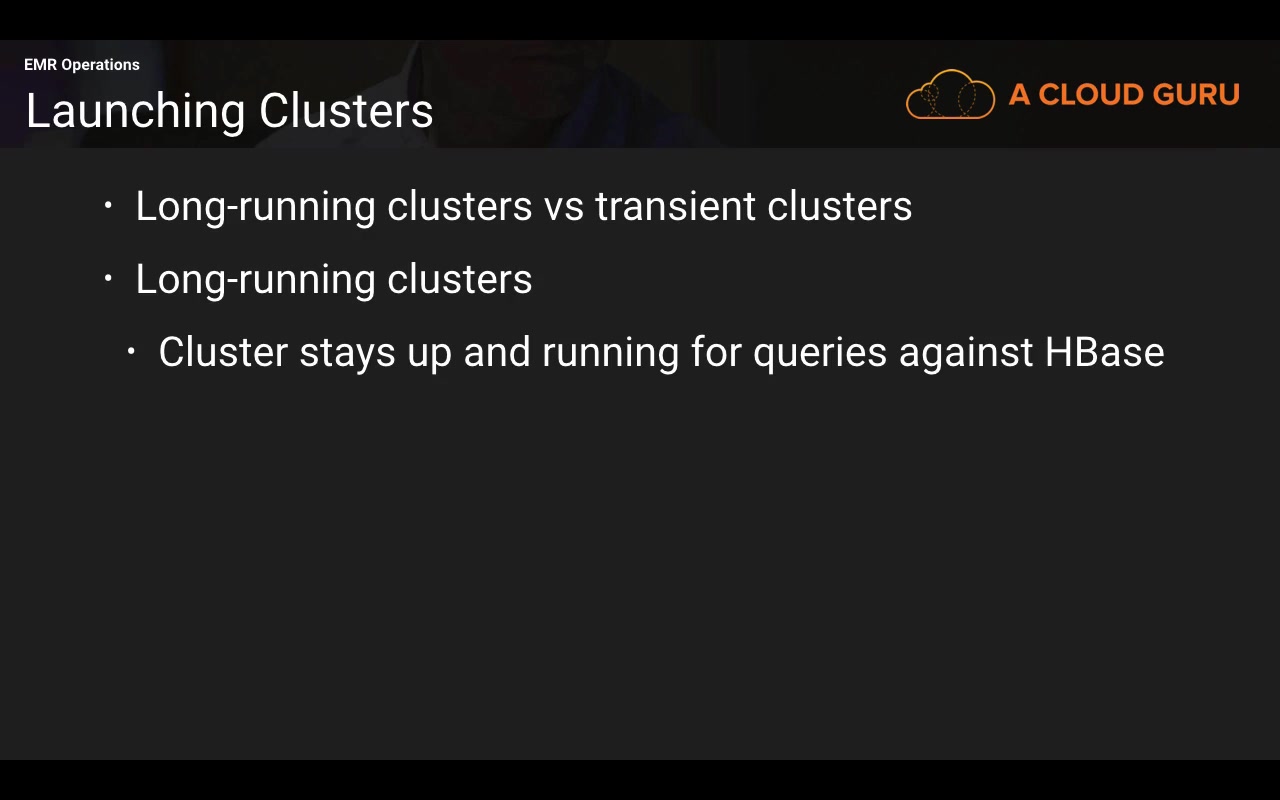 EMR Operations
Launching Clusters
A CLOUD GURU
• Long-running clusters vs transient clusters
• Long-running clusters
• Cluster stays up and running for queries against HBase